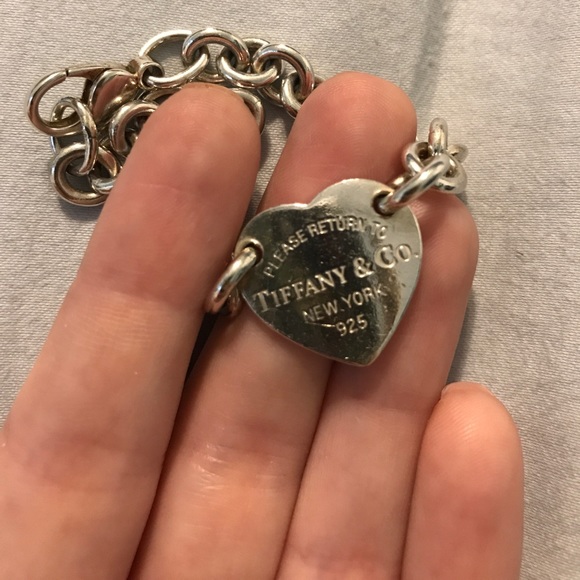 PLEASE RETURN TO
TIFFANY & CO.
NEW YORK
925